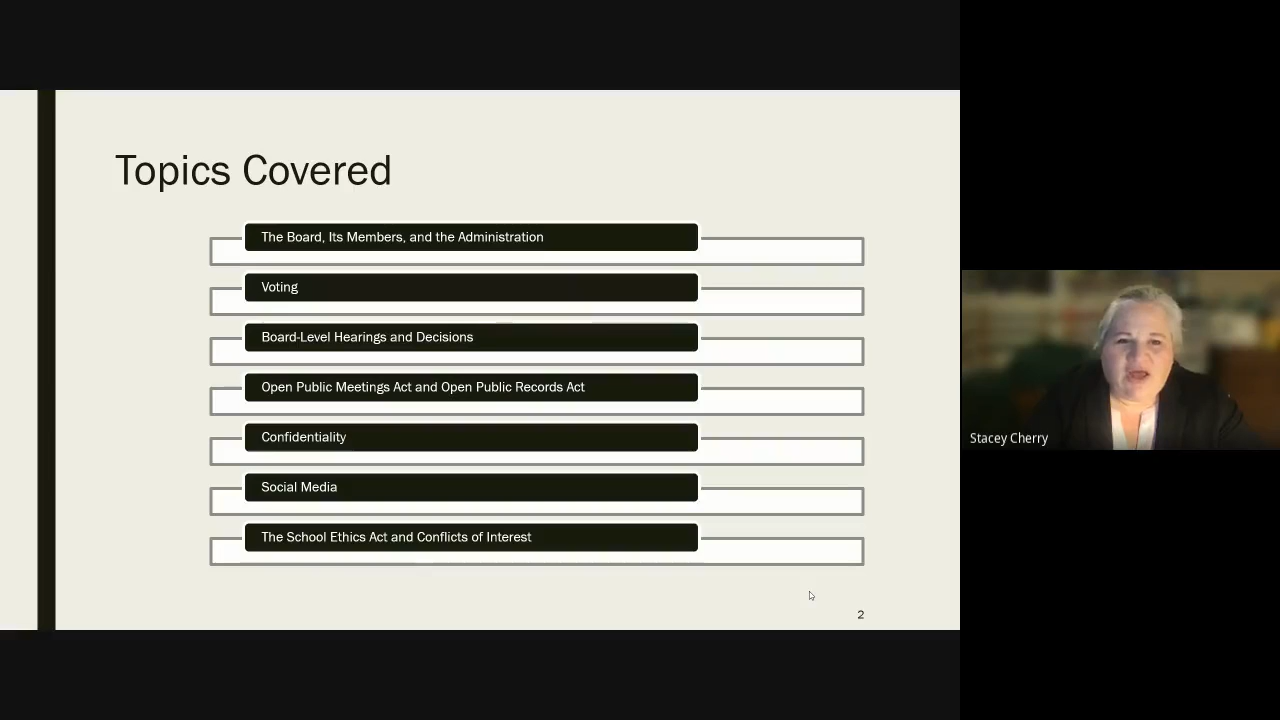 Topics Covered
The Board, Its Members, and the Administration
Voting
Board-Level Hearings and Decisions
Open Public Meetings Act and Open Public Records Act
Confidentiality
Social Media
The School Ethics Act and Conflicts of Interest
2
Stacey Cherry